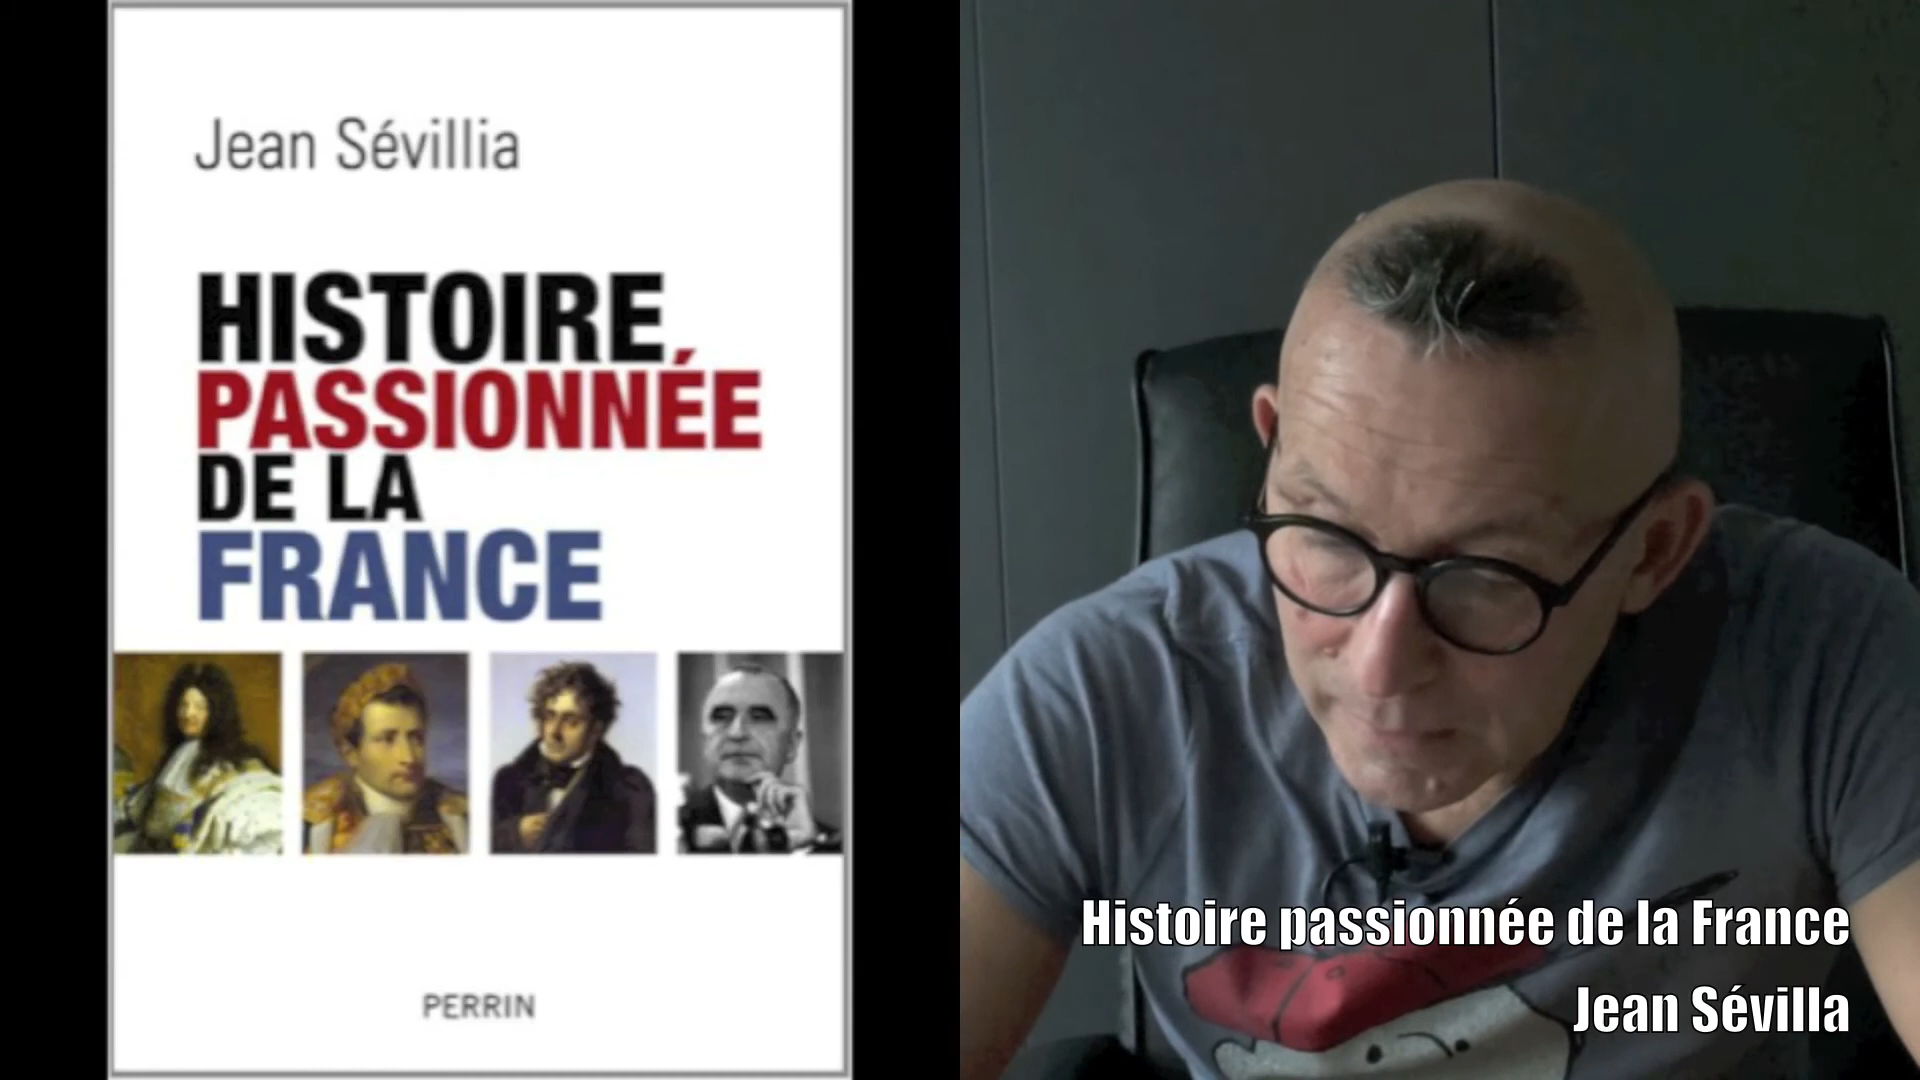 Jean Sévillia
HISTOIRE
PASSIONNÉE
DE LA
FRANCE
PERRIN
Histoire passionnée de la France
Jean Sévilla